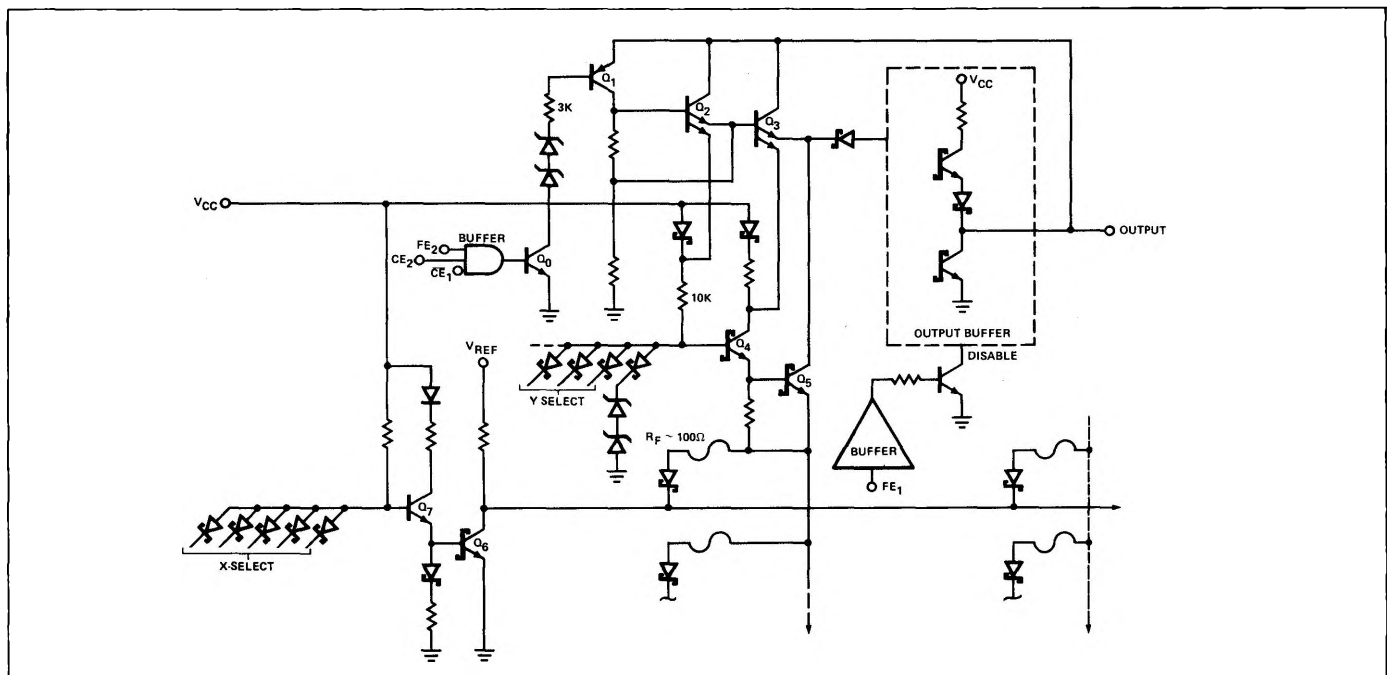 VCC
Q1
3K
Q2
Q3
VCC
FE2
BUFFER
CE2
CE1
Q0
OUTPUT
10K
OUTPUT BUFFER
DISABLE
VREF
Q4
Q5
Y SELECT
RF ~ 100Ω
BUFFER
FE1
Q7
Q6
X-SELECT